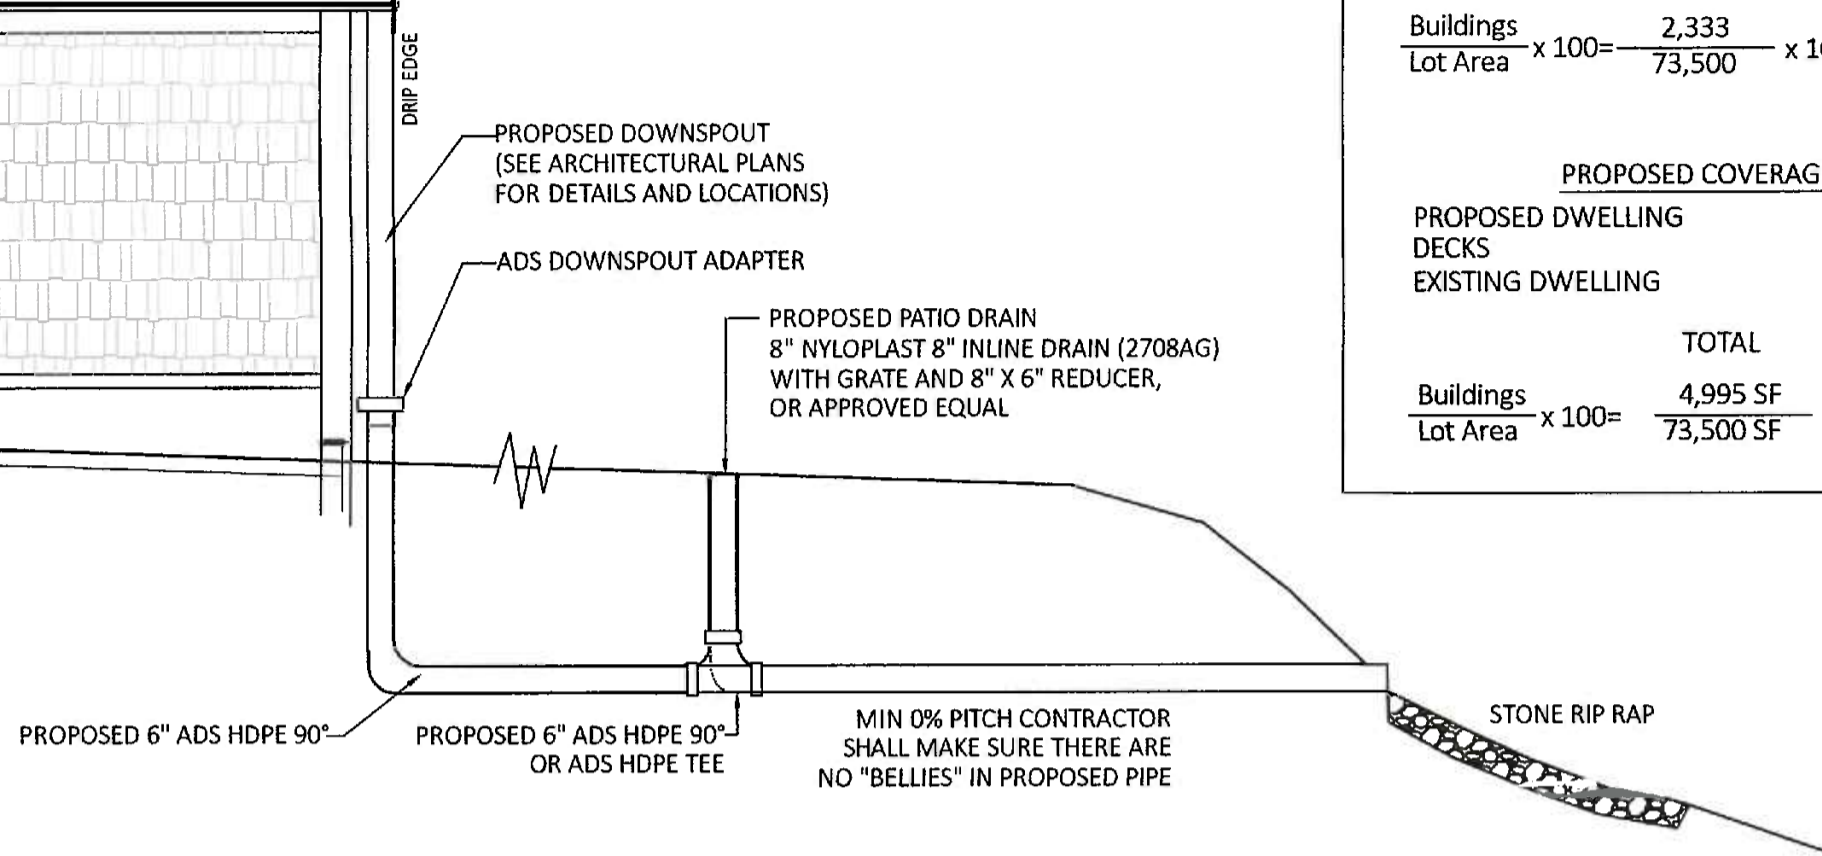 DRIP EDGE
PROPOSED DOWNSPOUT
(SEE ARCHITECTURAL PLANS
FOR DETAILS AND LOCATIONS)
ADS DOWNSPOUT ADAPTER
PROPOSED PATIO DRAIN
8" NYLOPLAST 8" INLINE DRAIN (2708AG)
WITH GRATE AND 8" X 6" REDUCER,
OR APPROVED EQUAL
PROPOSED 6" ADS HDPE 90°
PROPOSED 6" ADS HDPE 90°
OR ADS HDPE TEE
MIN 0% PITCH CONTRACTOR
SHALL MAKE SURE THERE ARE
NO "BELLIES" IN PROPOSED PIPE
STONE RIP RAP
Buildings
Lot Area
x 100=
2,333
73,500
x 1
PROPOSED COVERAG
PROPOSED DWELLING
DECKS
EXISTING DWELLING
TOTAL
Buildings
Lot Area
x 100=
4,995 SF
73,500 SF